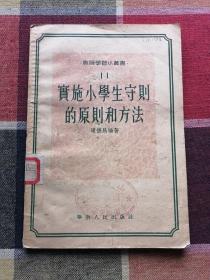 教師學習小叢書
11
實施小學生守則
的原則和方法
華東人民出版社